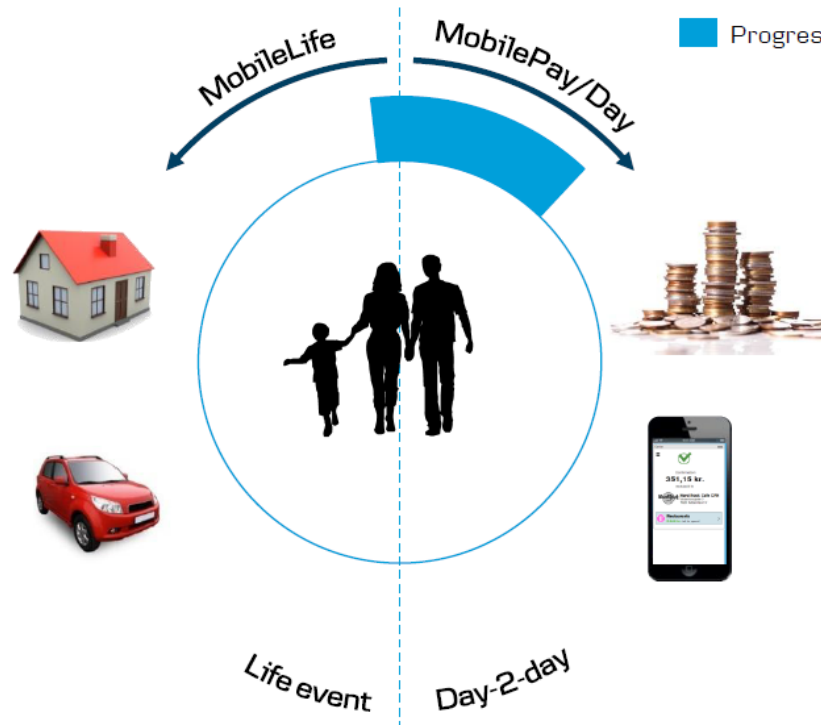 MobileLife
MobilePay/Day
Progres
351,15 kr.
Life event
Day-2-day